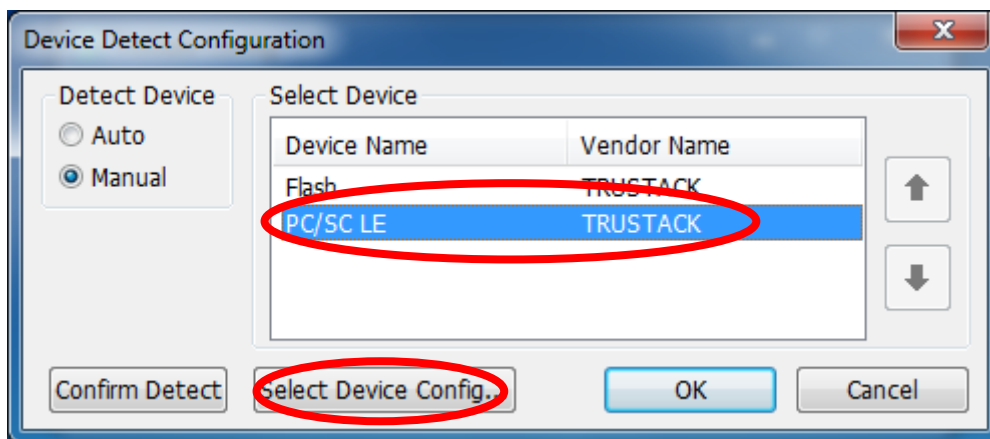 Device Detect Configuration
Detect Device
Auto
Manual
Select Device
Device Name Vendor Name
Flash TRUSTACK
PC/SC LE TRUSTACK
Confirm Detect Select Device Config... OK Cancel